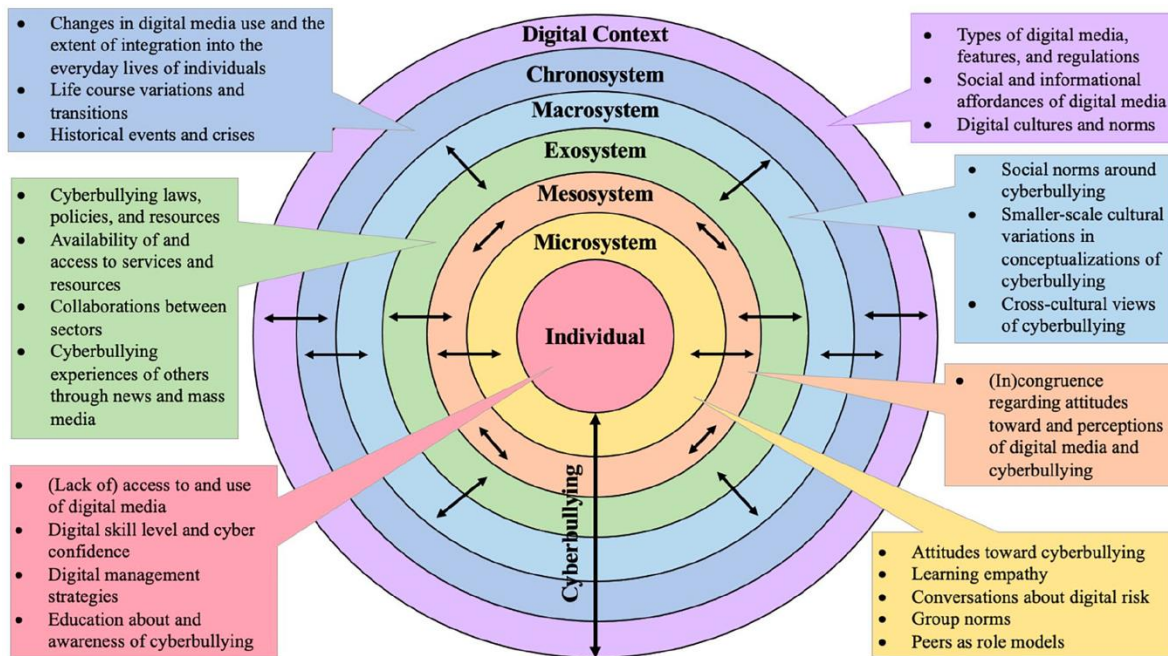 • Changes in digital media use and the
extent of integration into the
everyday lives of individuals
• Life course variations and
transitions
• Historical events and crises
• Cyberbullying laws,
policies, and resources
• Availability of and
access to services and
resources
• Collaborations between
sectors
• Cyberbullying
experiences of others
through news and mass
media
• (Lack of) access to and use
of digital media
• Digital skill level and cyber
confidence
• Digital management
strategies
• Education about and
awareness of cyberbullying
Digital Context
Chronosystem
Macrosystem
Exosystem
Mesosystem
Microsystem
Individual
Cyberbullying
• Types of digital media,
features, and regulations
• Social and informational
affordances of digital media
• Digital cultures and norms
• Social norms around
cyberbullying
• Smaller-scale cultural
variations in
conceptualizations of
cyberbullying
• Cross-cultural views
of cyberbullying
• (In)congruence
regarding attitudes
toward and perceptions
of digital media and
cyberbullying
• Attitudes toward cyberbullying
• Learning empathy
• Conversations about digital risk
• Group norms
• Peers as role models